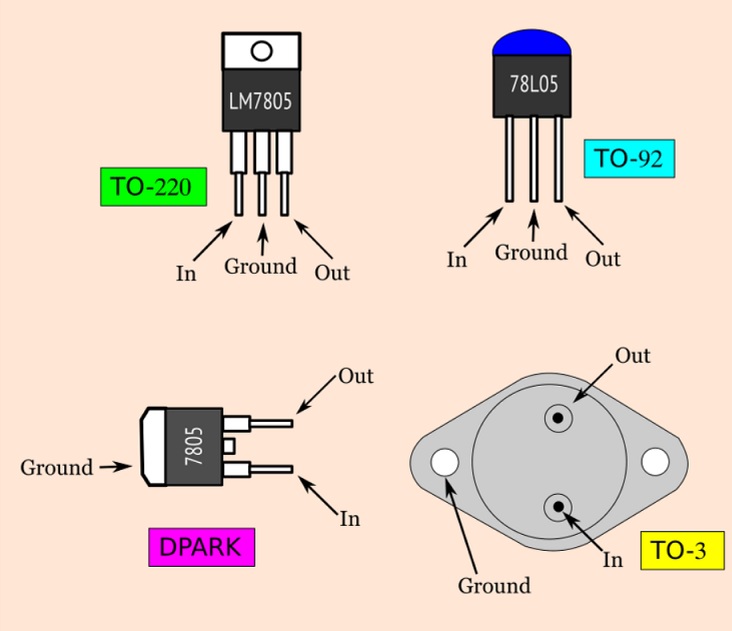 LM7805
TO-220
In
Ground
Out
78L05
TO-92
In
Ground
Out
7805
Out
Ground
In
DPARK
Out
In
Ground
TO-3